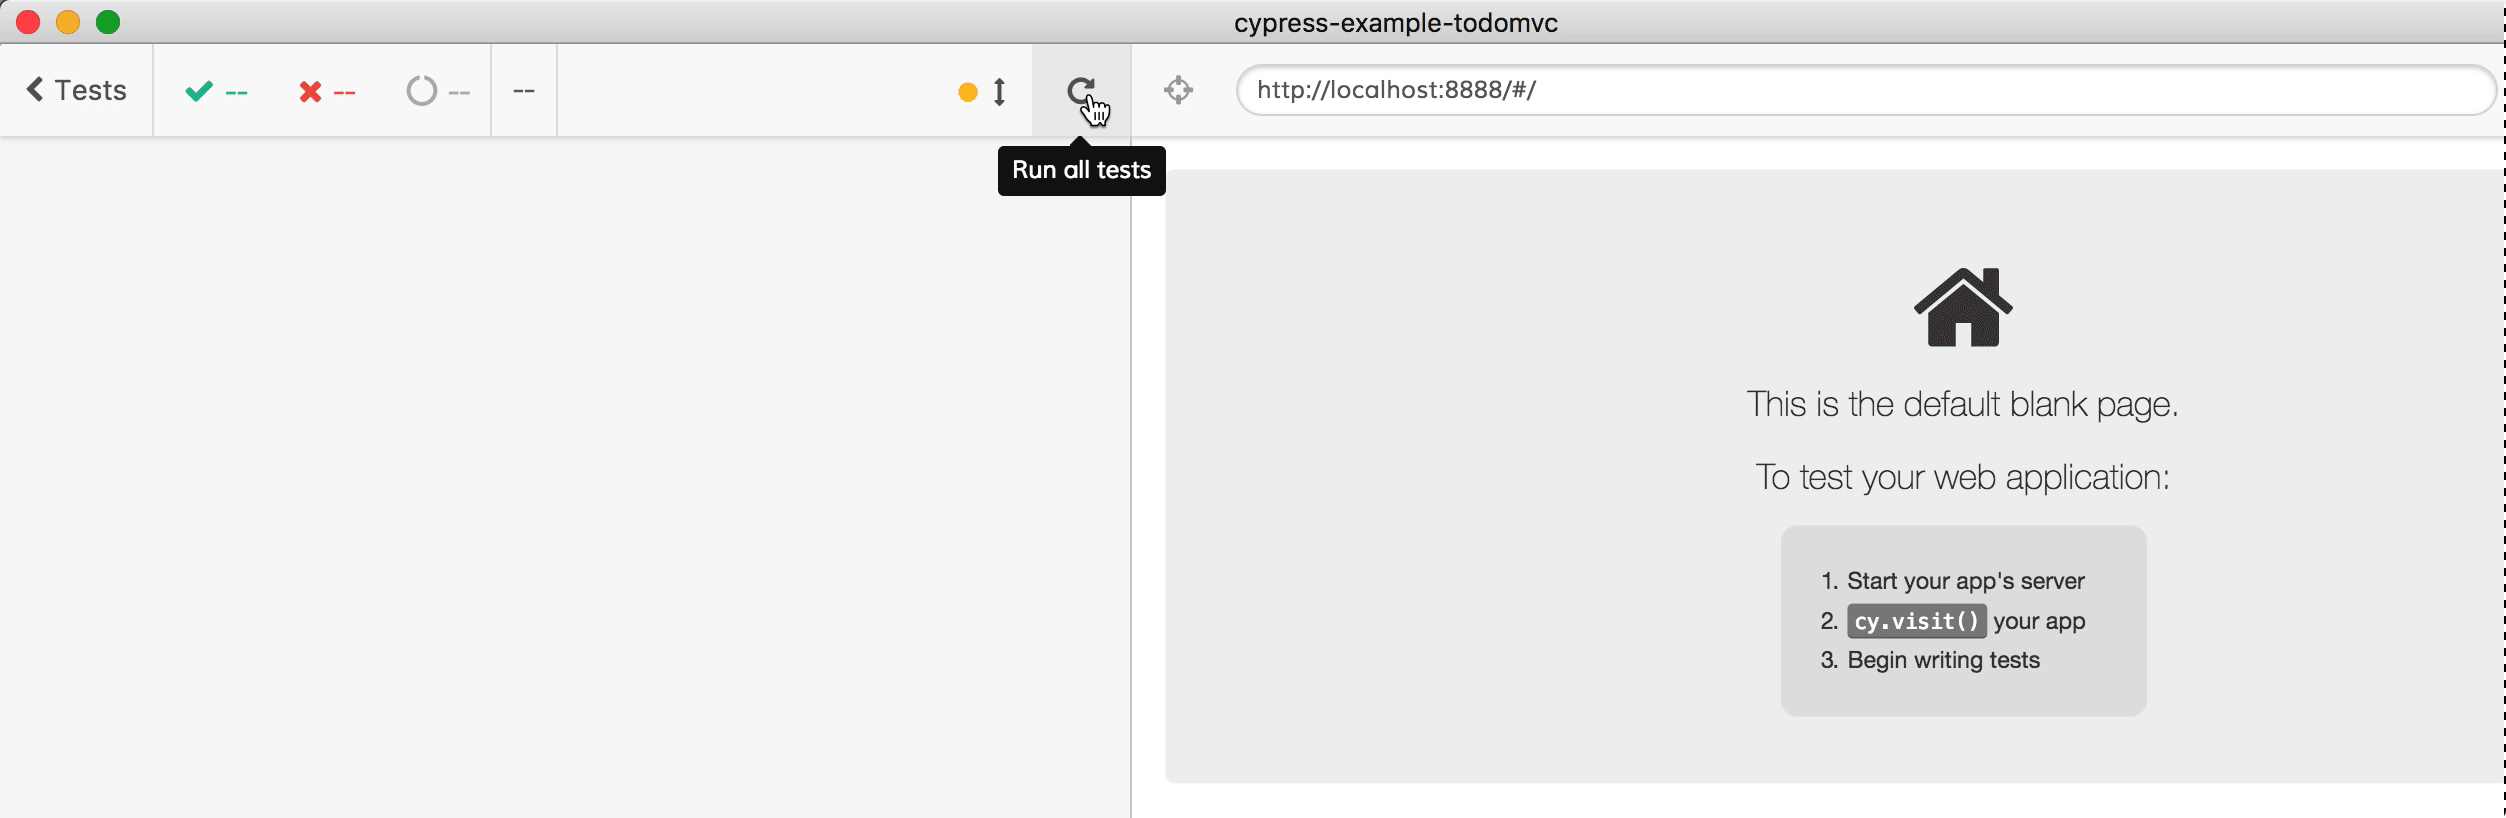 cypress-example-todomvc
Tests
--
--
--
--
http://localhost:8888/#/
Run all tests
This is the default blank page.
To test your web application:
1. Start your app's server
2. cy.visit() your app
3. Begin writing tests